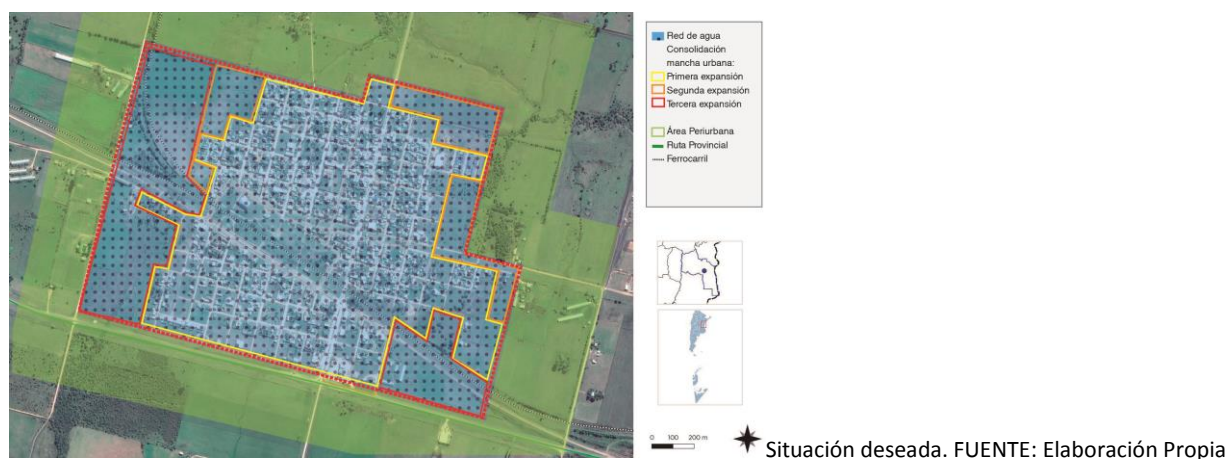 Red de agua
Consolidación
mancha urbana:
Primera expansión
Segunda expansión
Tercera expansión
Área Periurbana
Ruta Provincial
Ferrocarril
0 100 200 m
Situación deseada. FUENTE: Elaboración Propia